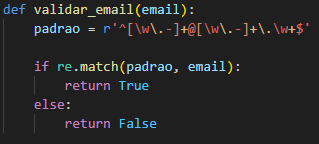 def validar_email(email):
    padrao = r'^[\w\.-]+@[\w\.-]+\.\w+$'
    if re.match(padrao, email):
        return True
    else:
        return False